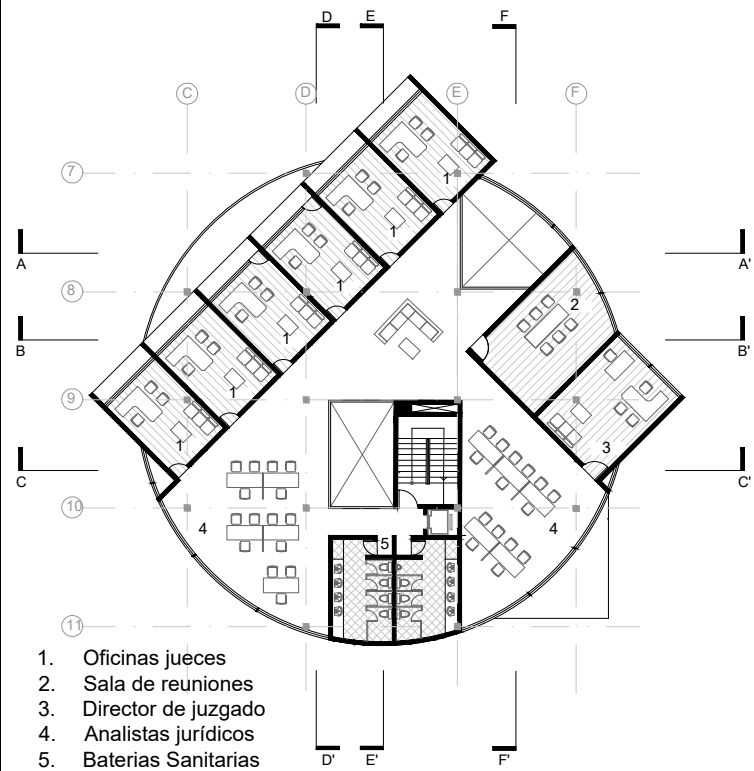 D E F
C D E F
7
1
A A'
1
8
2
1
B B'
1
9
1
3
1
C C'
10
4 4
5
11
1. Oficinas jueces
2. Sala de reuniones
3. Director de juzgado
4. Analistas jurídicos
5. Baterias Sanitarias
D' E' F'